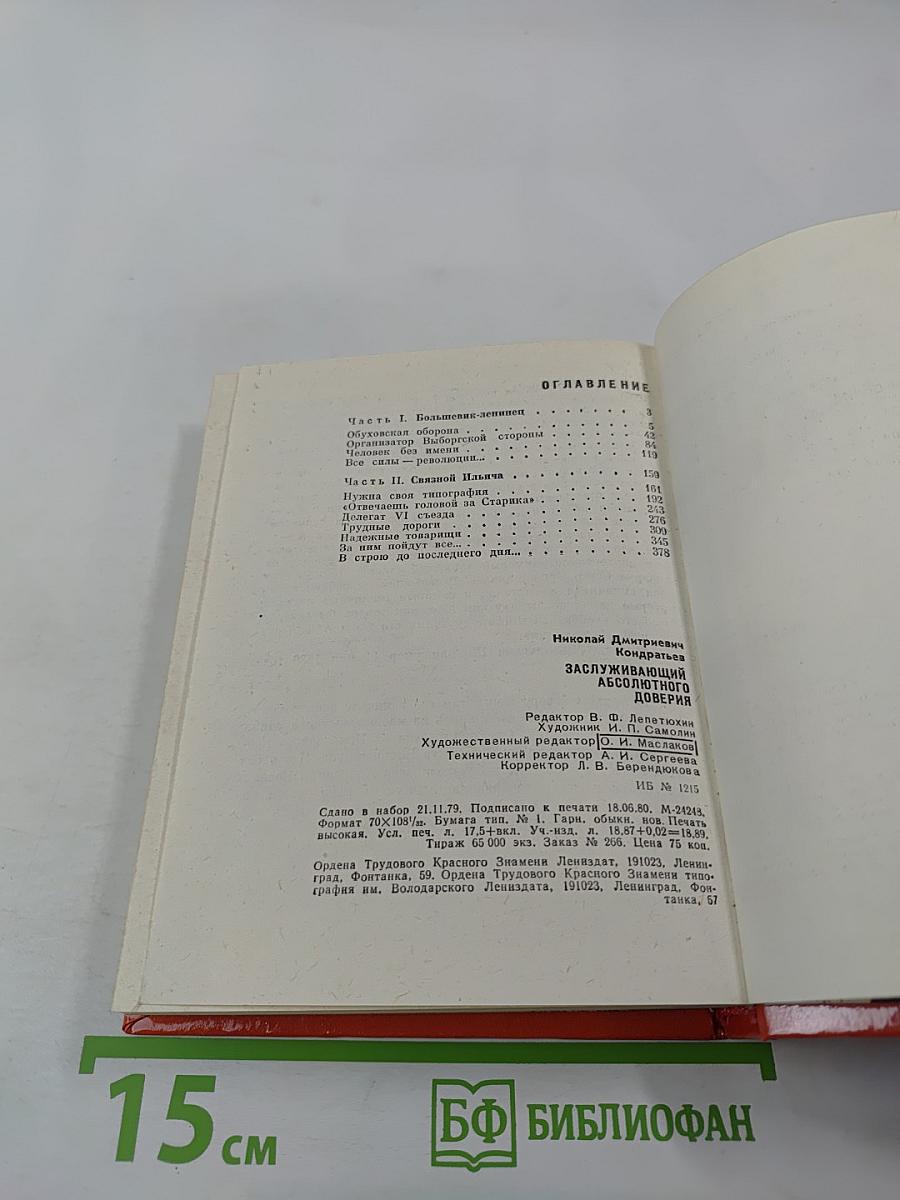 ОГЛАВЛЕНИЕ
Часть I. Большевик-ленинец . . . . . . . 3
Обуховская оборона . . . . . . . . . . 5
Организатор Выборгской стороны . . . . . . 42
Человек без имени . . . . . . . . . . 84
Все силы — революции... . . . . . . . . . 119
Часть II. Связной Ильича . . . . . . . . 159
Нужна своя типография . . . . . . . . . 161
«Отвечаешь головой за Старика» . . . . . . . 192
Делегат VI съезда . . . . . . . . . . 243
Трудные дороги . . . . . . . . . . . 276
Надежные товарищи . . . . . . . . . . 309
За ним пойдут все... . . . . . . . . . . 345
В строю до последнего дня... . . . . . . . . 378
Николай Дмитриевич
Кондратьев
ЗАСЛУЖИВАЮЩИЙ
АБСОЛЮТНОГО
ДОВЕРИЯ
Редактор В. Ф. Лепетюхин
Художник И. П. Самолин
Художественный редактор О. И. Маслаков
Технический редактор А. И. Сергеева
Корректор Л. В. Берендюкова
ИБ № 1215
Сдано в набор 21.11.79. Подписано к печати 18.06.80. М-24248.
Формат 70×108¹/₃₂. Бумага тип. № 1. Гарн. обыкн. нов. Печать
высокая. Усл. печ. л. 17,5+вкл. Уч.-изд. л. 18,87+0,02=18,89.
Тираж 65 000 экз. Заказ № 266. Цена 75 коп.
Ордена Трудового Красного Знамени Лениздат, 191023, Ленин-
град, Фонтанка, 59. Ордена Трудового Красного Знамени типо-
графия им. Володарского Лениздата, 191023, Ленинград, Фон-
танка, 57
15 см
БФ БИБЛИОФАН